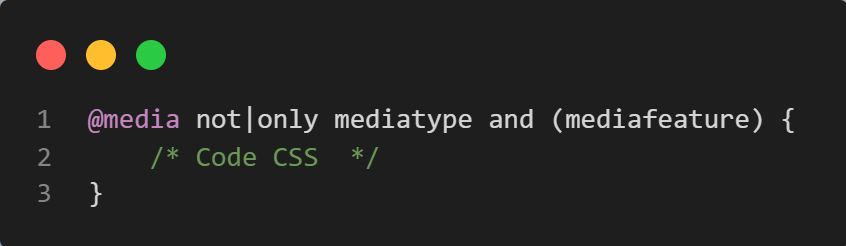 1 @media not|only mediatype and (mediafeature) {
2     /* Code CSS  */
3 }